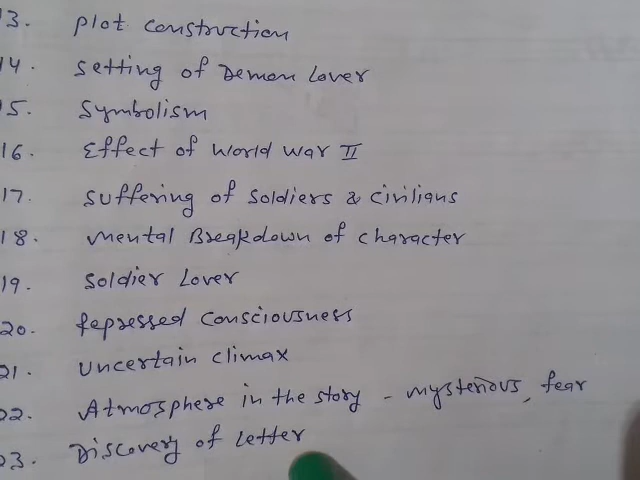 13. Plot construction
14. Setting of Demon Lover
15. Symbolism
16. Effect of World War II
17. Suffering of Soldiers & Civilians
18. Mental Breakdown of character
19. Soldier Lover
20. Repressed Consciousness
21. Uncertain climax
22. Atmosphere in the story - mysterious, fear
23. Discovery of Letter